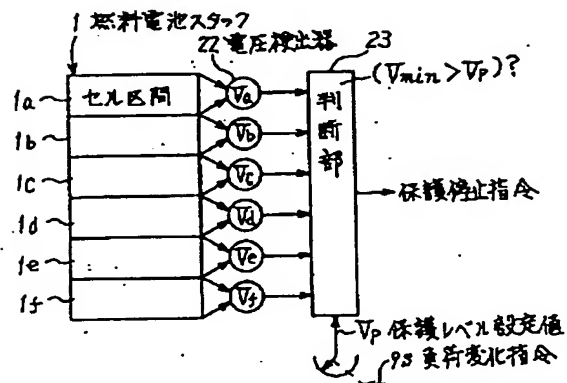 1 燃料電池スタック
22 電圧検出器
23
(Vmin>VP)?
1a
セル区間
Va
判断部
1b
Vb
1c
Vc
保護停止指令
1d
Vd
1e
Ve
1f
Vf
VP 保護レベル設定値
9S 負荷変化指令